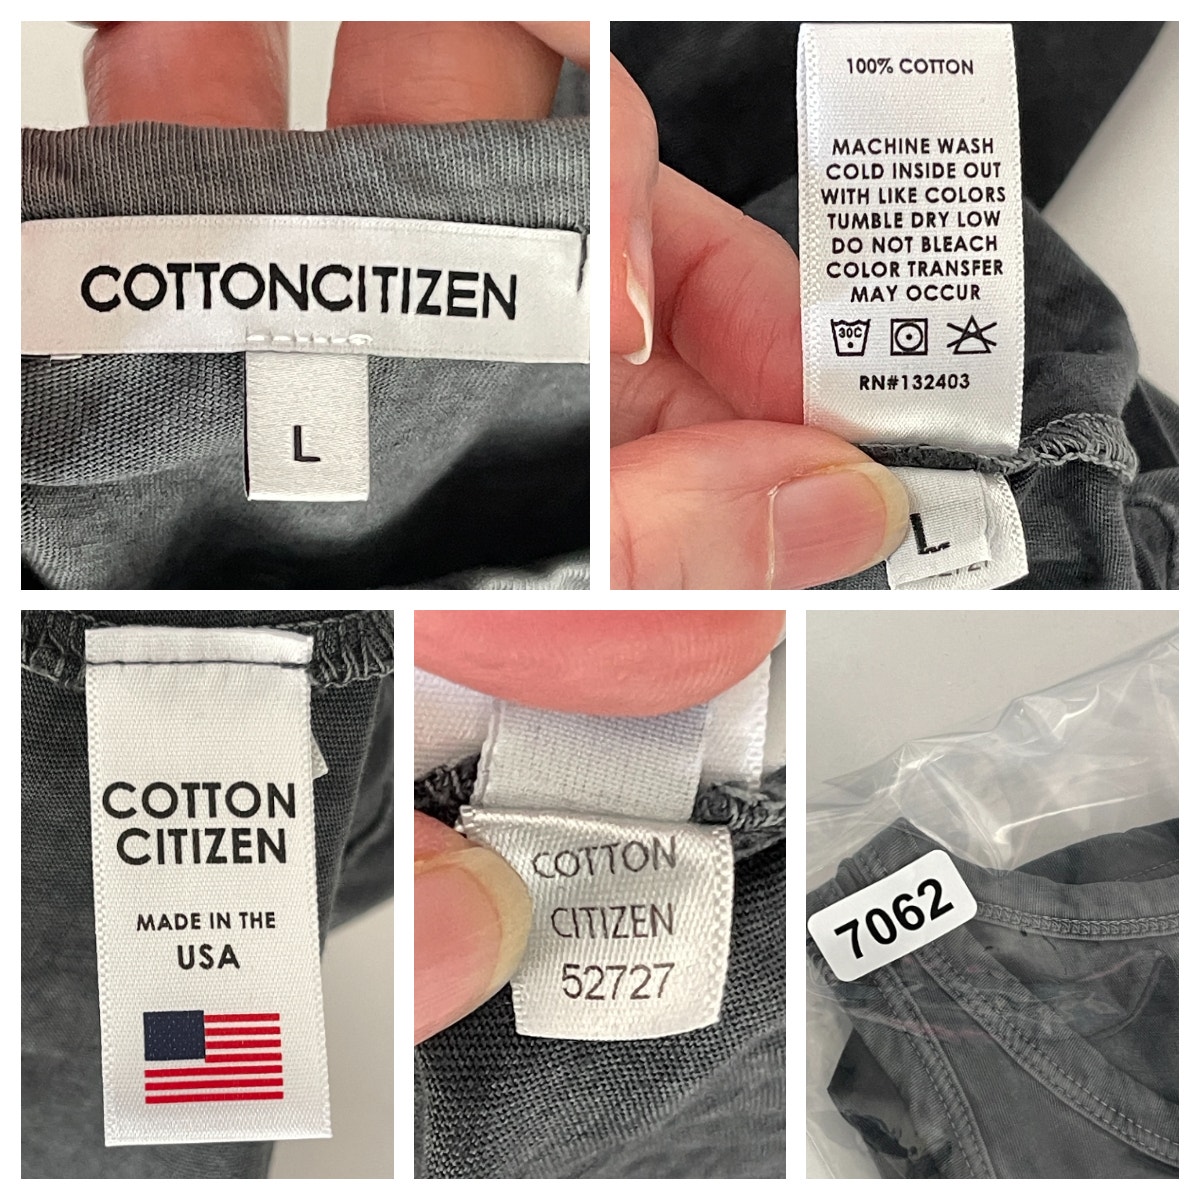 COTTONCITIZEN
L
100% COTTON
MACHINE WASH
COLD INSIDE OUT
WITH LIKE COLORS
TUMBLE DRY LOW
DO NOT BLEACH
COLOR TRANSFER
MAY OCCUR
30C
RN#132403
L
COTTON
CITIZEN
MADE IN THE
USA
COTTON
CITIZEN
52727
7062